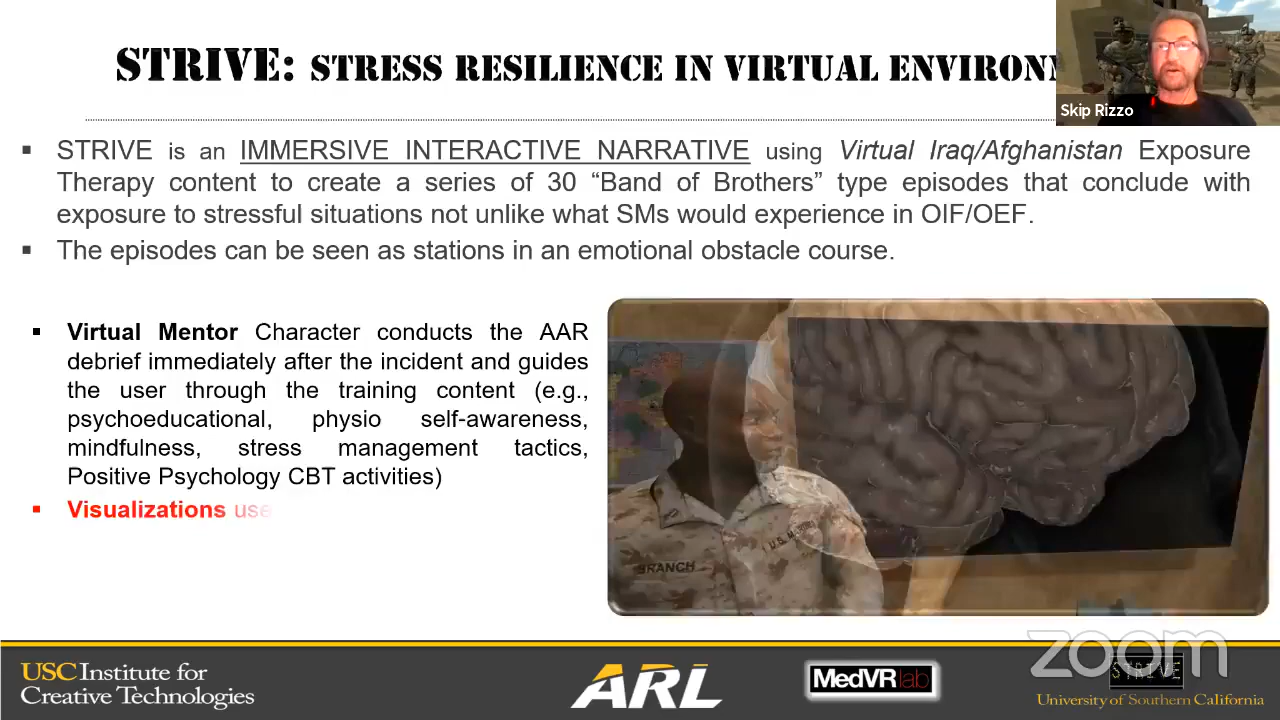 STRIVE: STRESS RESILIENCE IN VIRTUAL ENVIRON
Skip Rizzo
▪ STRIVE is an IMMERSIVE INTERACTIVE NARRATIVE using Virtual Iraq/Afghanistan Exposure
Therapy content to create a series of 30 “Band of Brothers” type episodes that conclude with
exposure to stressful situations not unlike what SMs would experience in OIF/OEF.
▪ The episodes can be seen as stations in an emotional obstacle course.
▪ Virtual Mentor Character conducts the AAR
debrief immediately after the incident and guides
the user through the training content (e.g.,
psychoeducational, physio self-awareness,
mindfulness, stress management tactics,
Positive Psychology CBT activities)
▪ Visualizations use
BRANCH
U.S. M
USC Institute for
Creative Technologies
ARL
MedVR lab
zoom
STRIVE
University of Southern California